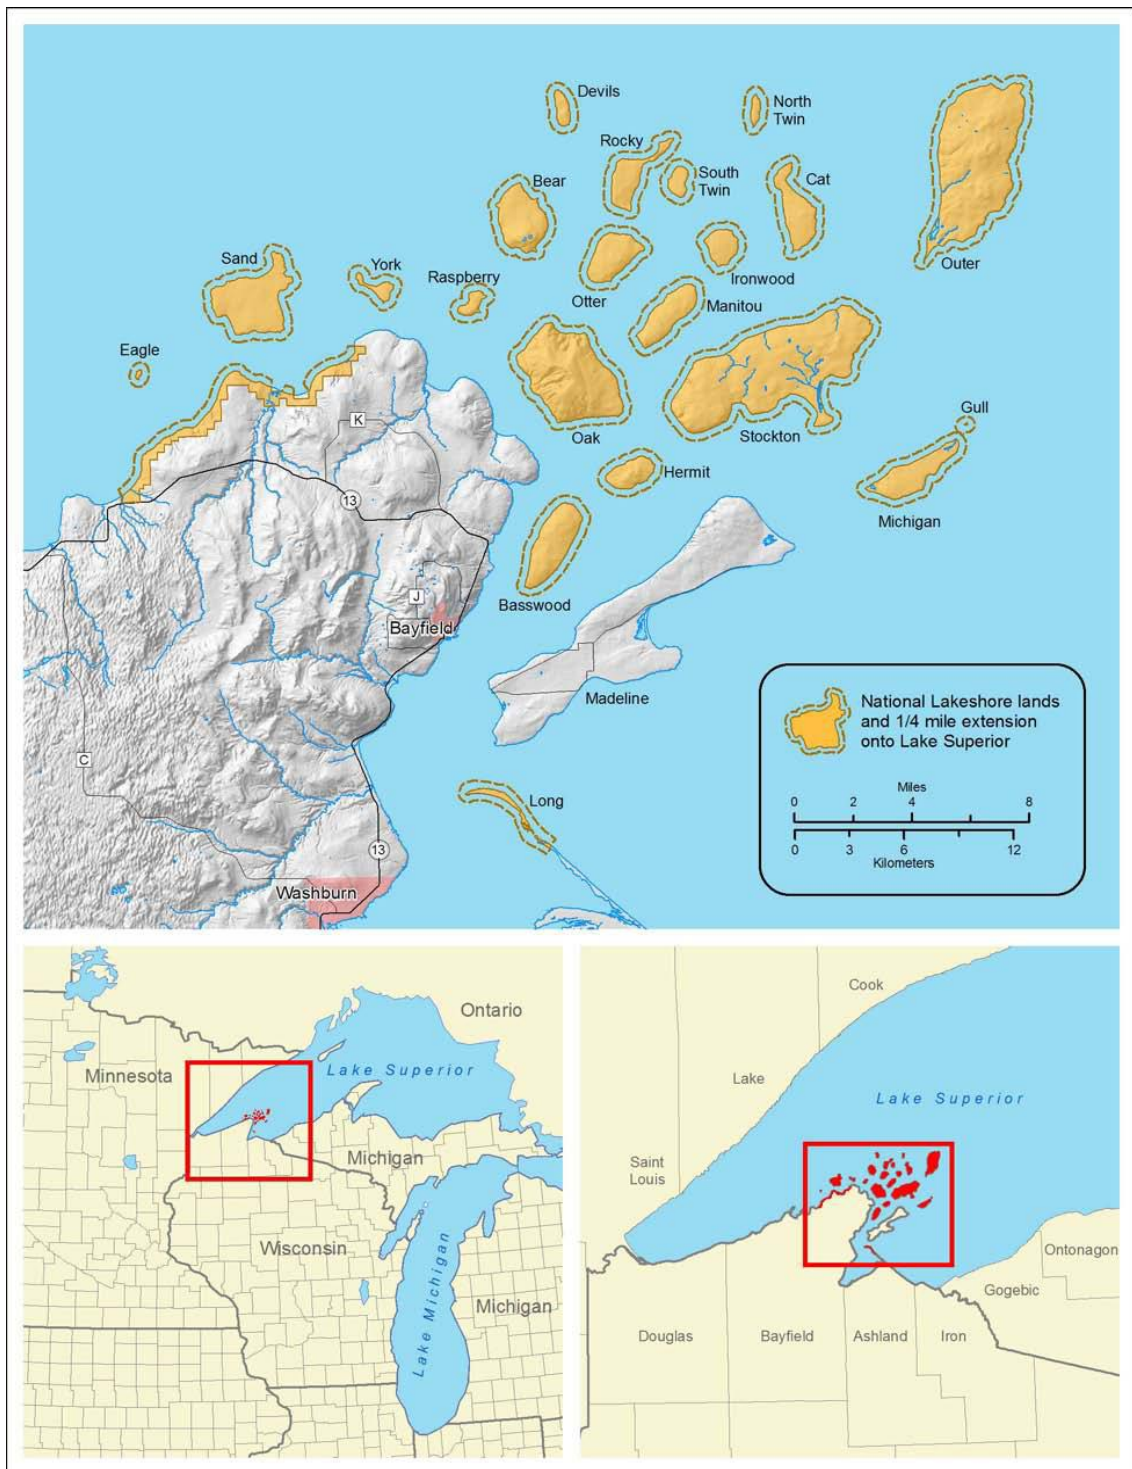 Devils
North
Twin
Rocky
South
Twin
Bear
Cat
Sand
York
Raspberry
Ironwood
Outer
Otter
Manitou
Eagle
Gull
K
Oak
Stockton
Hermit
13
Michigan
J
Basswood
Bayfield
Madeline
National Lakeshore lands
and 1/4 mile extension
onto Lake Superior
C
Miles
0 2 4 8
Long
0 3 6 12
Kilometers
13
Washburn
Ontario
Minnesota
Lake Superior
Michigan
Wisconsin
Lake Michigan
Michigan
Cook
Lake
Lake Superior
Saint
Louis
Ontonagon
Gogebic
Douglas
Bayfield
Ashland
Iron